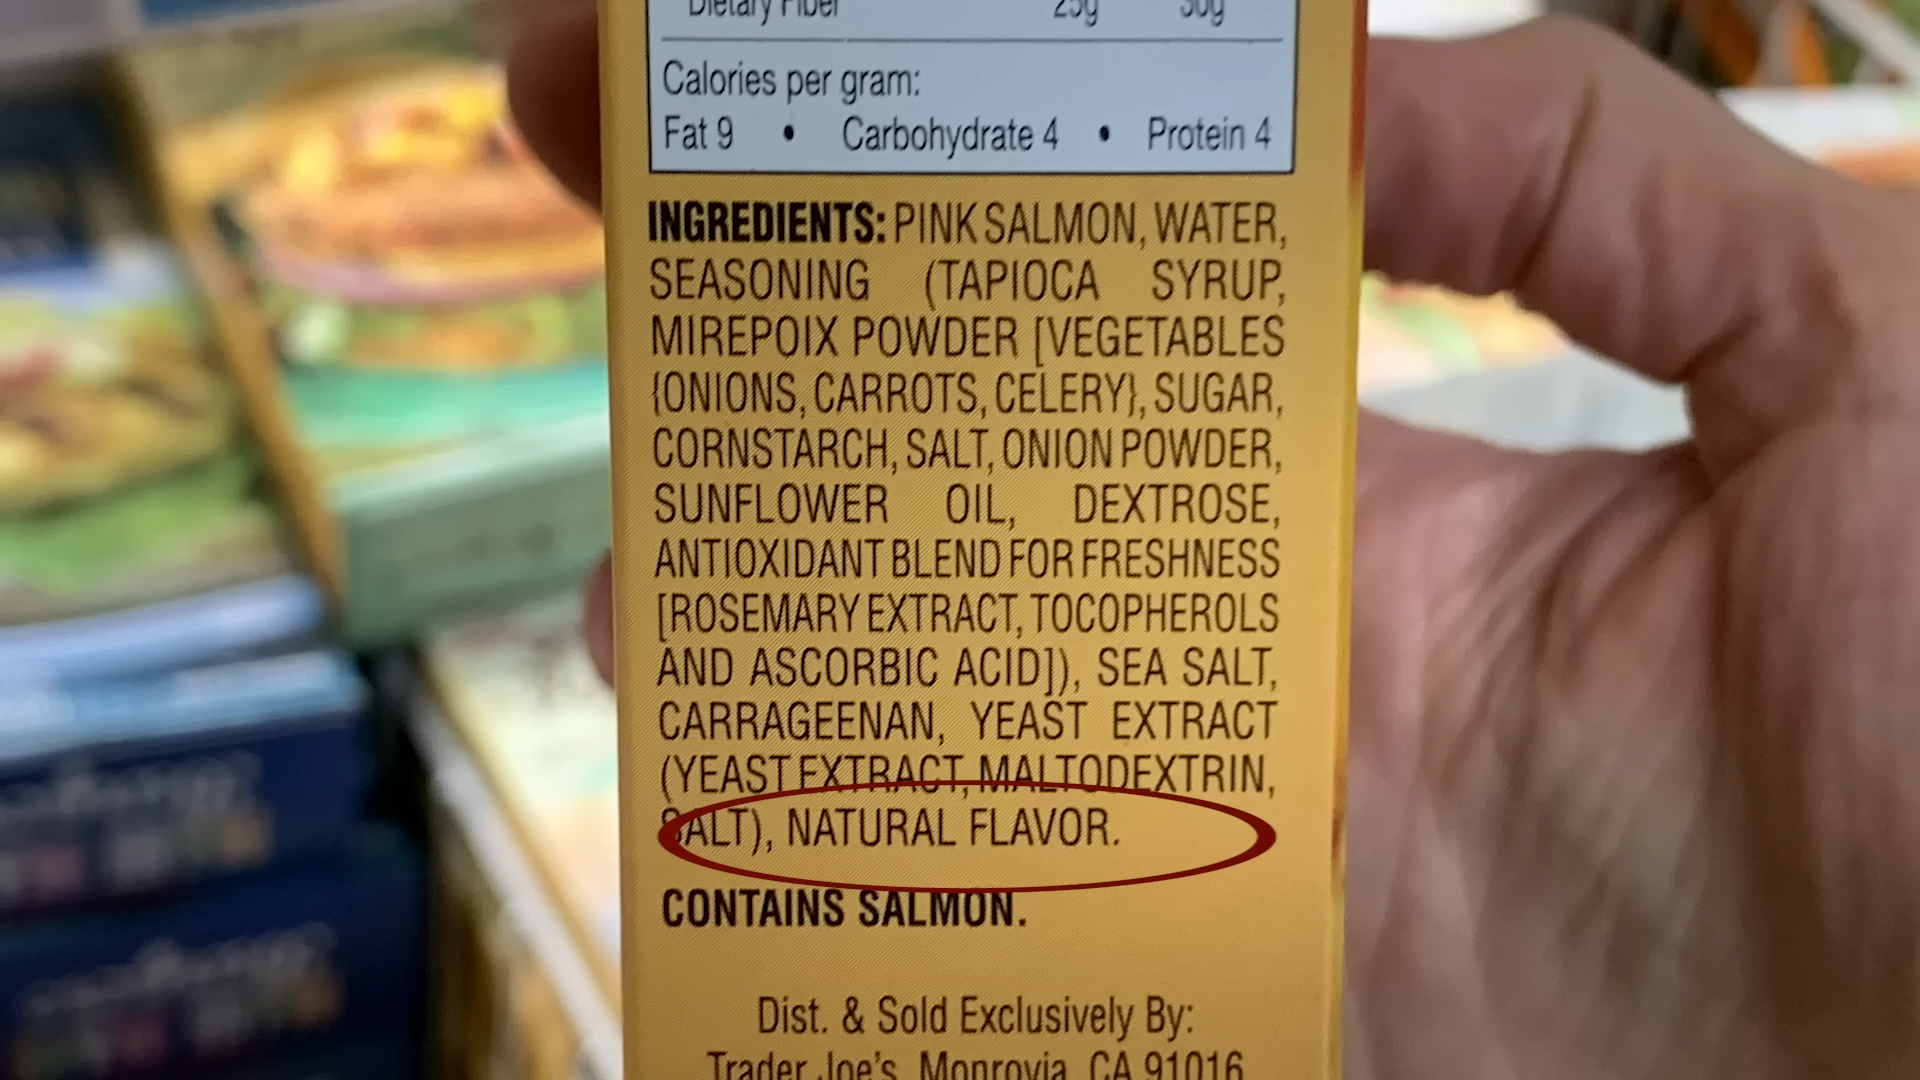 Dietary Fiber 25g 30g
Calories per gram:
Fat 9 • Carbohydrate 4 • Protein 4
INGREDIENTS: PINK SALMON, WATER,
SEASONING (TAPIOCA SYRUP,
MIREPOIX POWDER [VEGETABLES
{ONIONS, CARROTS, CELERY}, SUGAR,
CORNSTARCH, SALT, ONION POWDER,
SUNFLOWER OIL, DEXTROSE,
ANTIOXIDANT BLEND FOR FRESHNESS
[ROSEMARY EXTRACT, TOCOPHEROLS
AND ASCORBIC ACID]), SEA SALT,
CARRAGEENAN, YEAST EXTRACT
(YEAST EXTRACT, MALTODEXTRIN,
SALT), NATURAL FLAVOR.
CONTAINS SALMON.
Dist. & Sold Exclusively By:
Trader Joe's, Monrovia, CA 91016